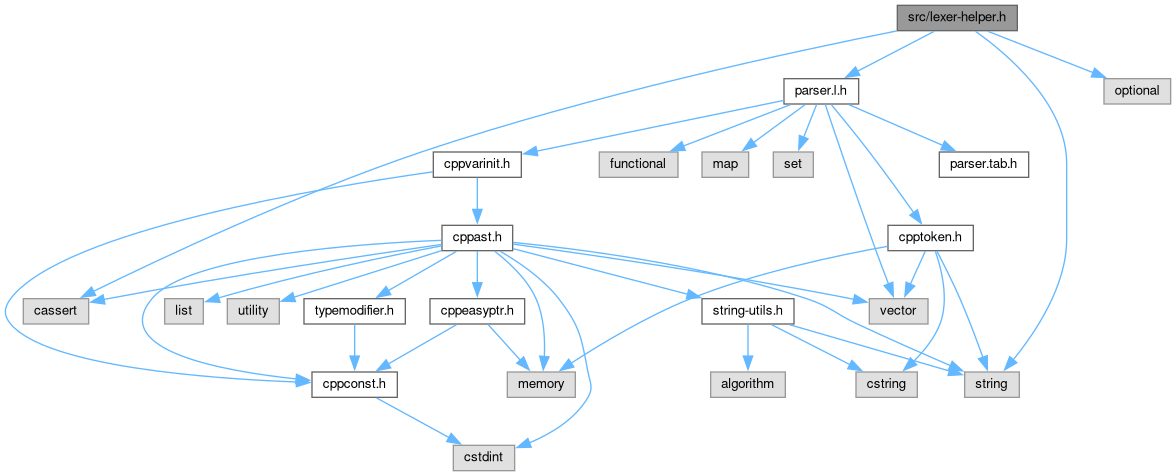 src/lexer-helper.h
parser.l.h
optional
cppvarinit.h
functional
map
set
parser.tab.h
cppast.h
cpptoken.h
cassert
list
utility
typemodifier.h
cppeasyptr.h
string-utils.h
vector
cppconst.h
memory
algorithm
cstring
string
cstdint